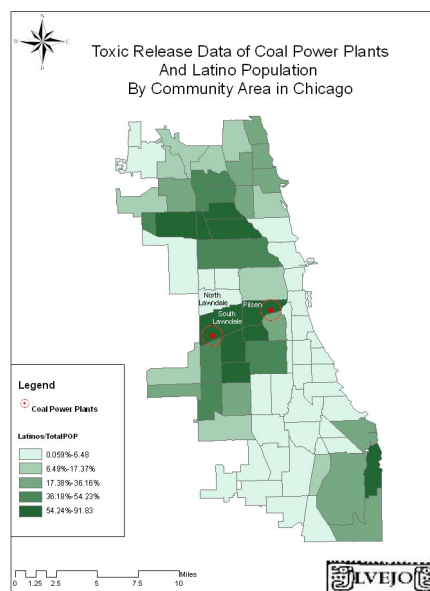 N
W
E
S
Toxic Release Data of Coal Power Plants
And Latino Population
By Community Area in Chicago
North
Lawndale
South
Lawndale
Pilsen
Legend
Coal Power Plants
Latinos/TotalPOP
0.059%-6.48
6.49%-17.37%
17.38%-36.16%
36.18%-54.23%
54.24%-91.83
Miles
0 1.25 2.5 5 7.5 10
LVEJO